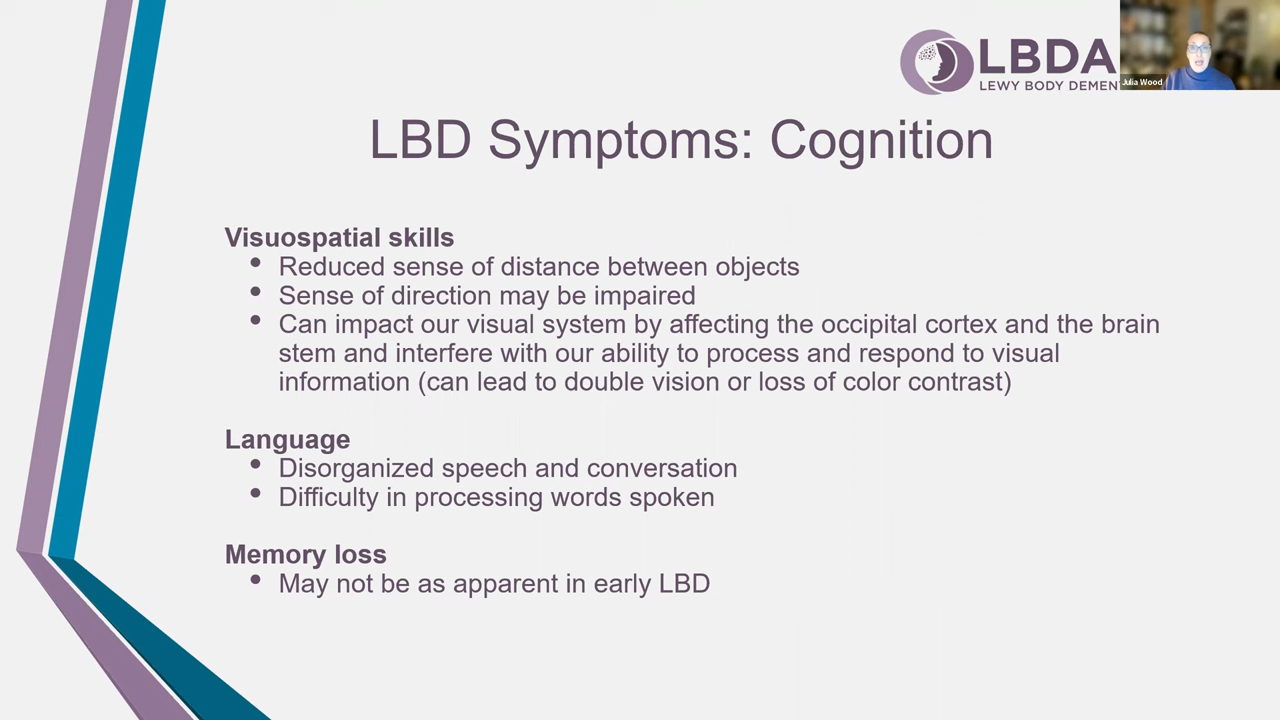 LBDA
LEWY BODY DEMEN
Julia Wood
LBD Symptoms: Cognition
Visuospatial skills
• Reduced sense of distance between objects
• Sense of direction may be impaired
• Can impact our visual system by affecting the occipital cortex and the brain
stem and interfere with our ability to process and respond to visual
information (can lead to double vision or loss of color contrast)
Language
• Disorganized speech and conversation
• Difficulty in processing words spoken
Memory loss
• May not be as apparent in early LBD